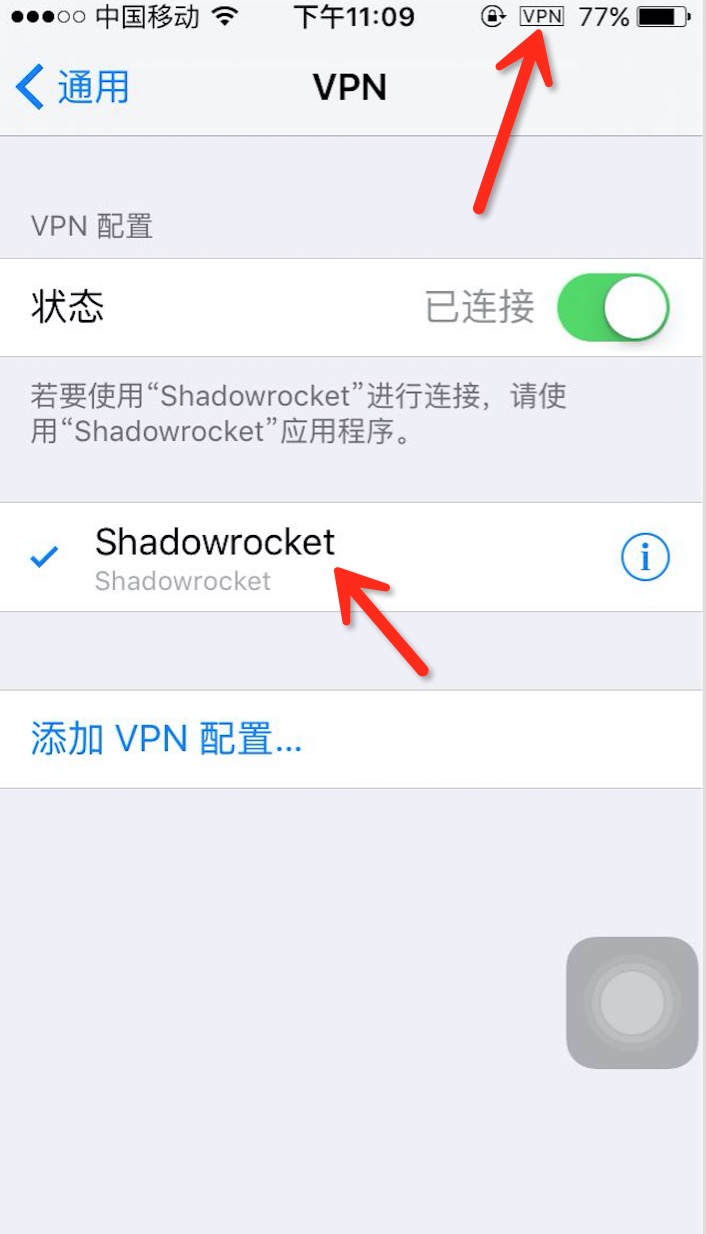 中国移动 下午11:09 VPN 77%
通用 VPN
VPN 配置
状态 已连接
若要使用“Shadowrocket”进行连接，请使
用“Shadowrocket”应用程序。
Shadowrocket
Shadowrocket
添加 VPN 配置...